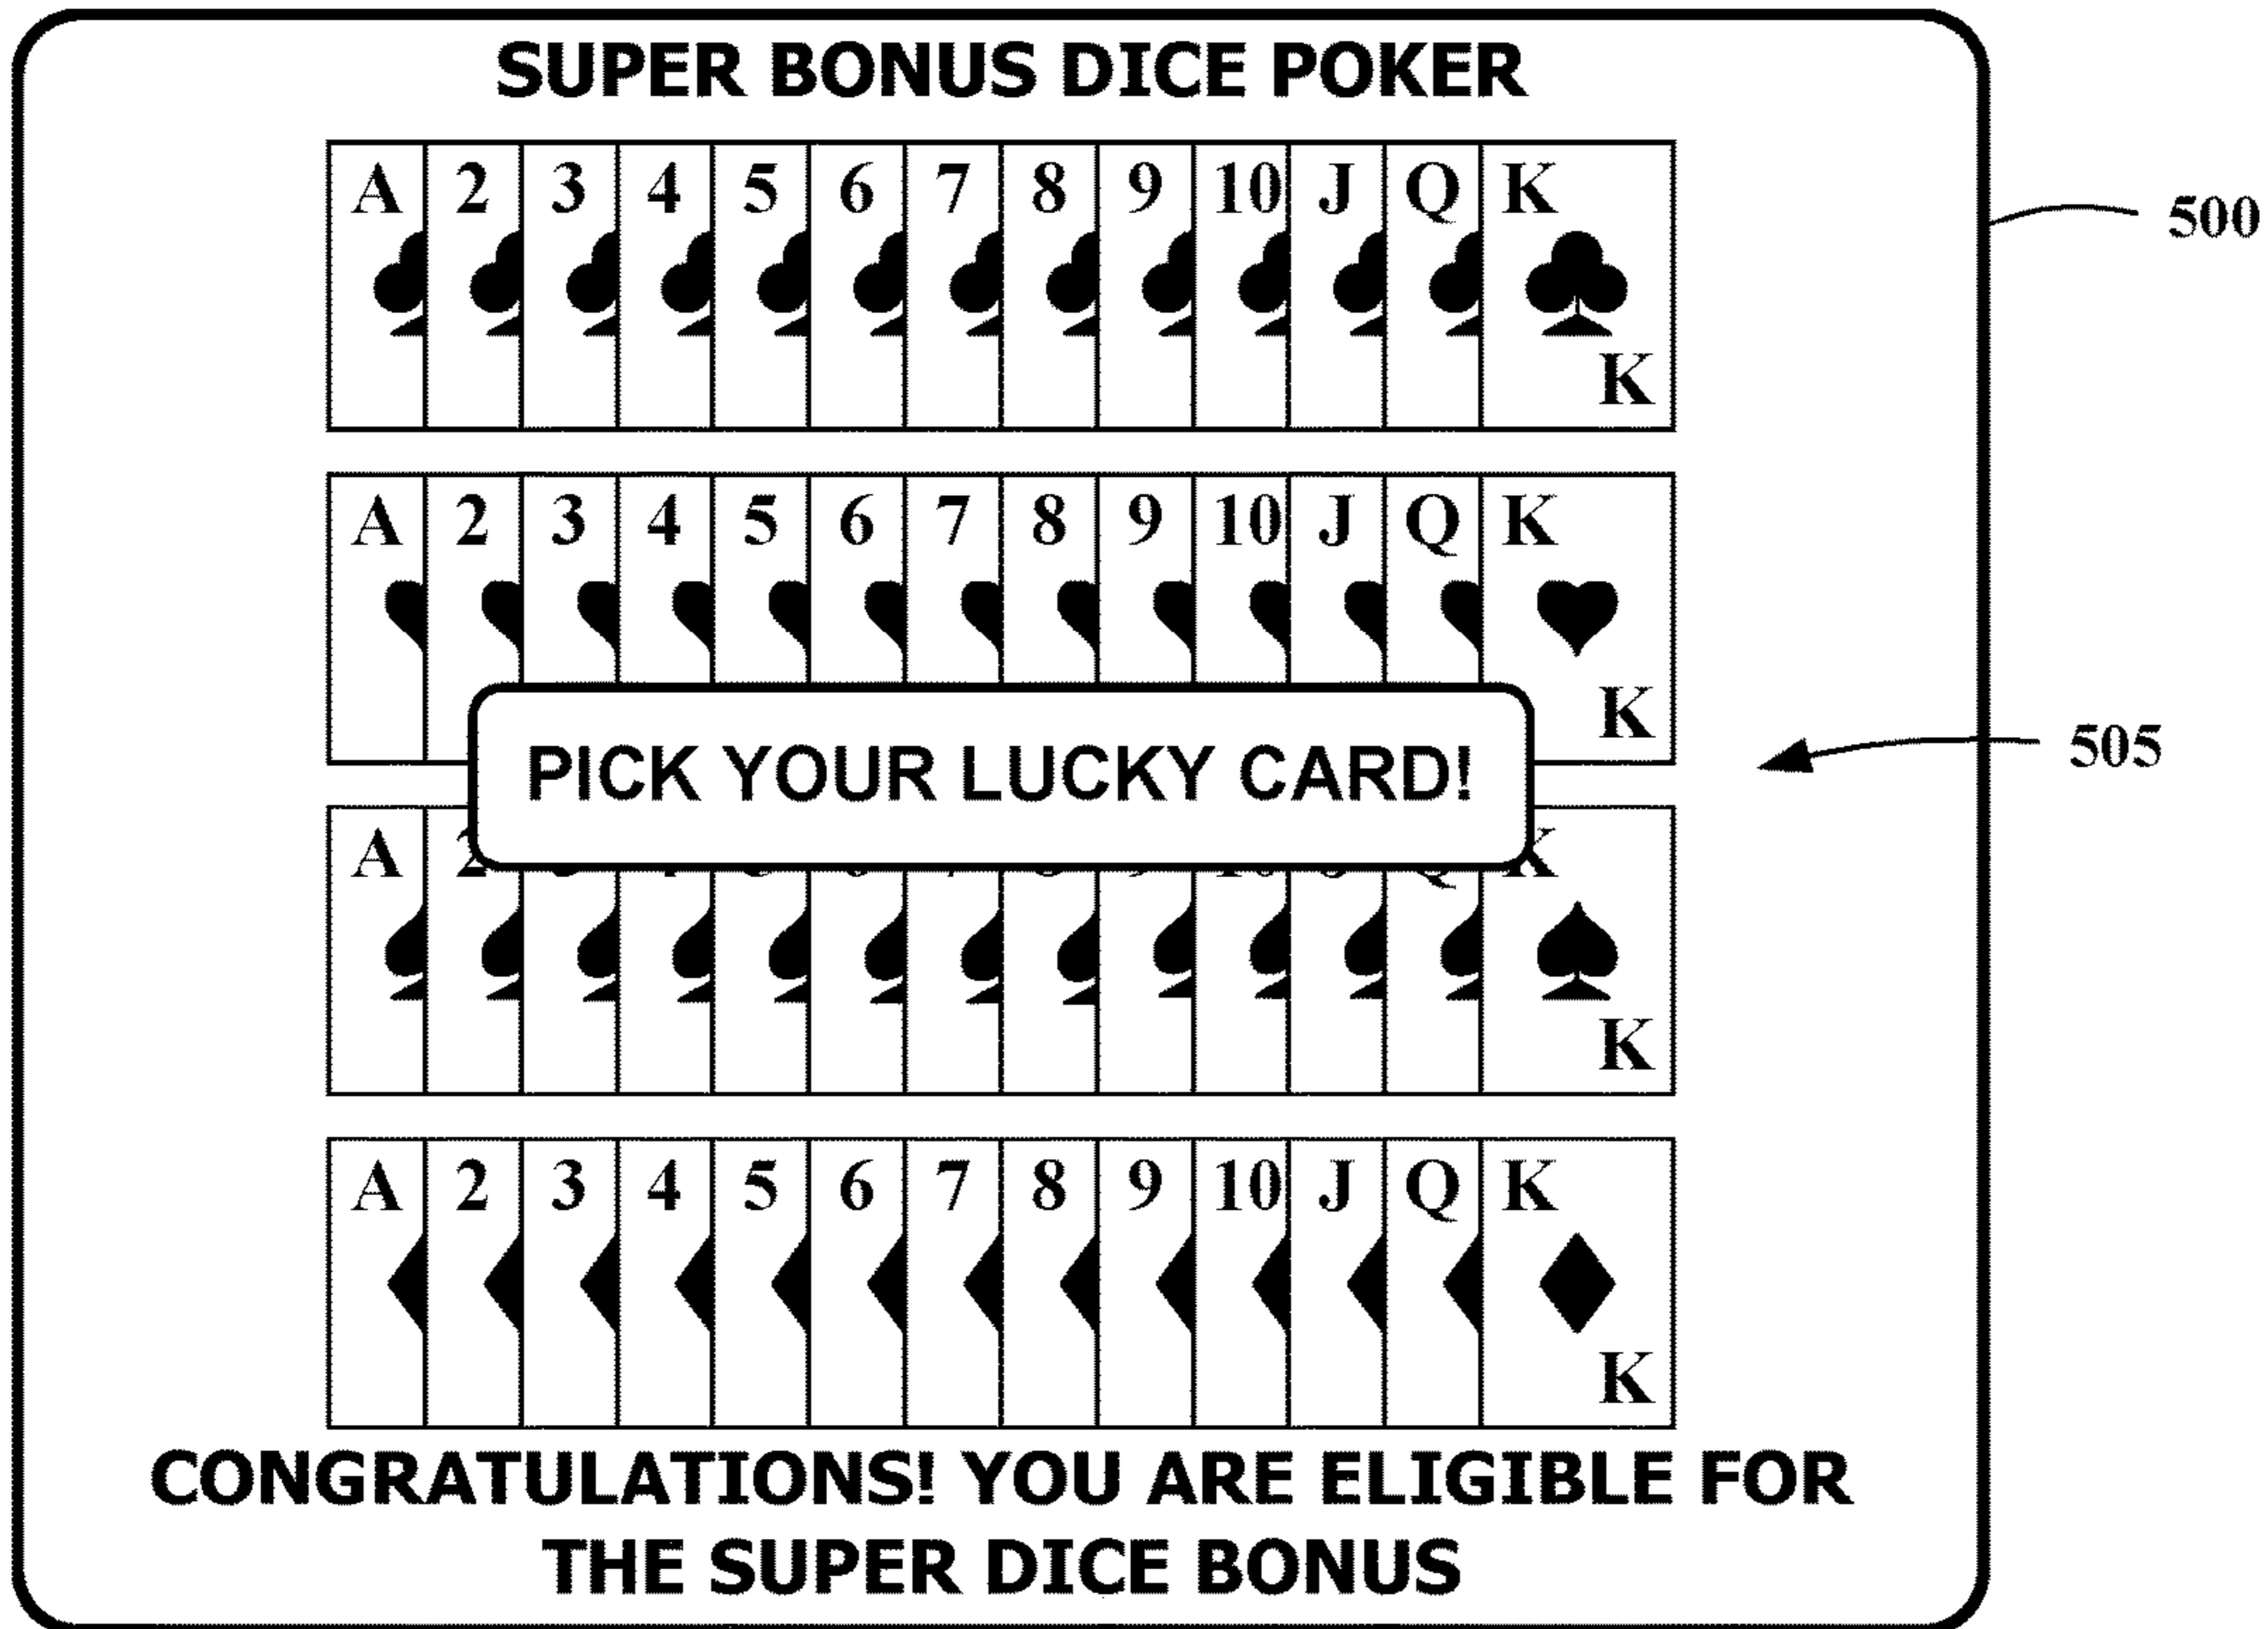 SUPER BONUS DICE POKER
A 2 3 4 5 6 7 8 9 10 J Q K
K
500
A 2 3 4 5 6 7 8 9 10 J Q K
K
PICK YOUR LUCKY CARD!
505
A 2 K
K
A 2 3 4 5 6 7 8 9 10 J Q K
K
CONGRATULATIONS! YOU ARE ELIGIBLE FOR
THE SUPER DICE BONUS